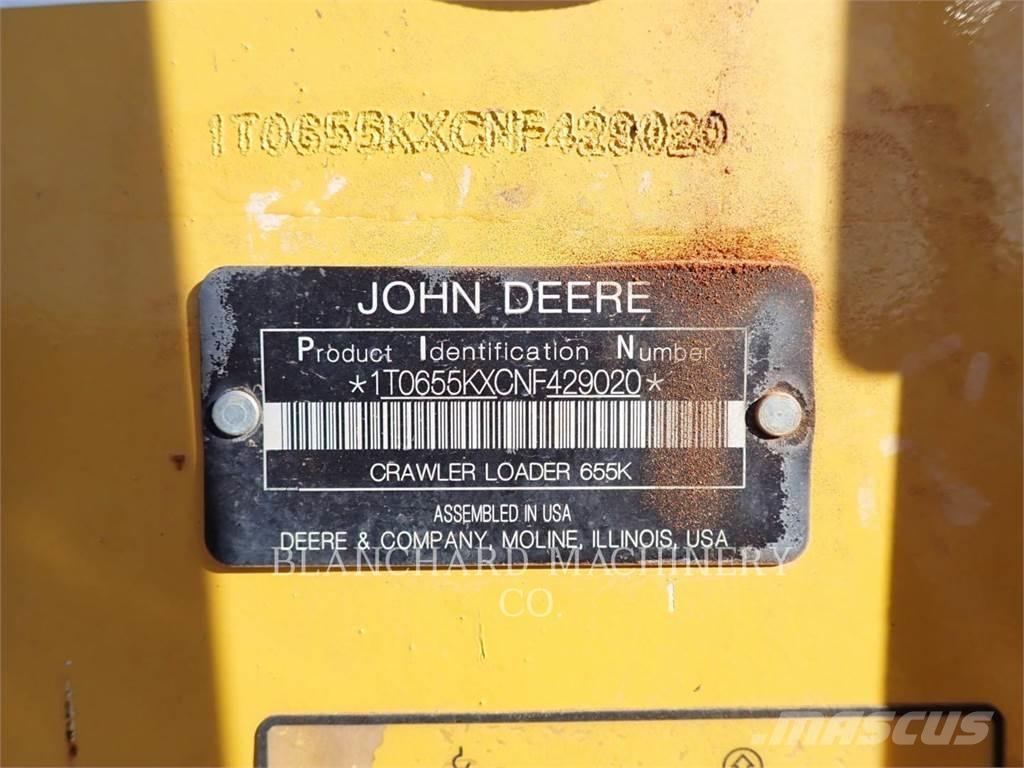 1T0655KXCNF429020
JOHN DEERE
Product Identification Number
*1T0655KXCNF429020*
CRAWLER LOADER 655K
ASSEMBLED IN USA
DEERE & COMPANY, MOLINE, ILLINOIS, USA
BLANCHARD MACHINERY
CO.
MASCUS